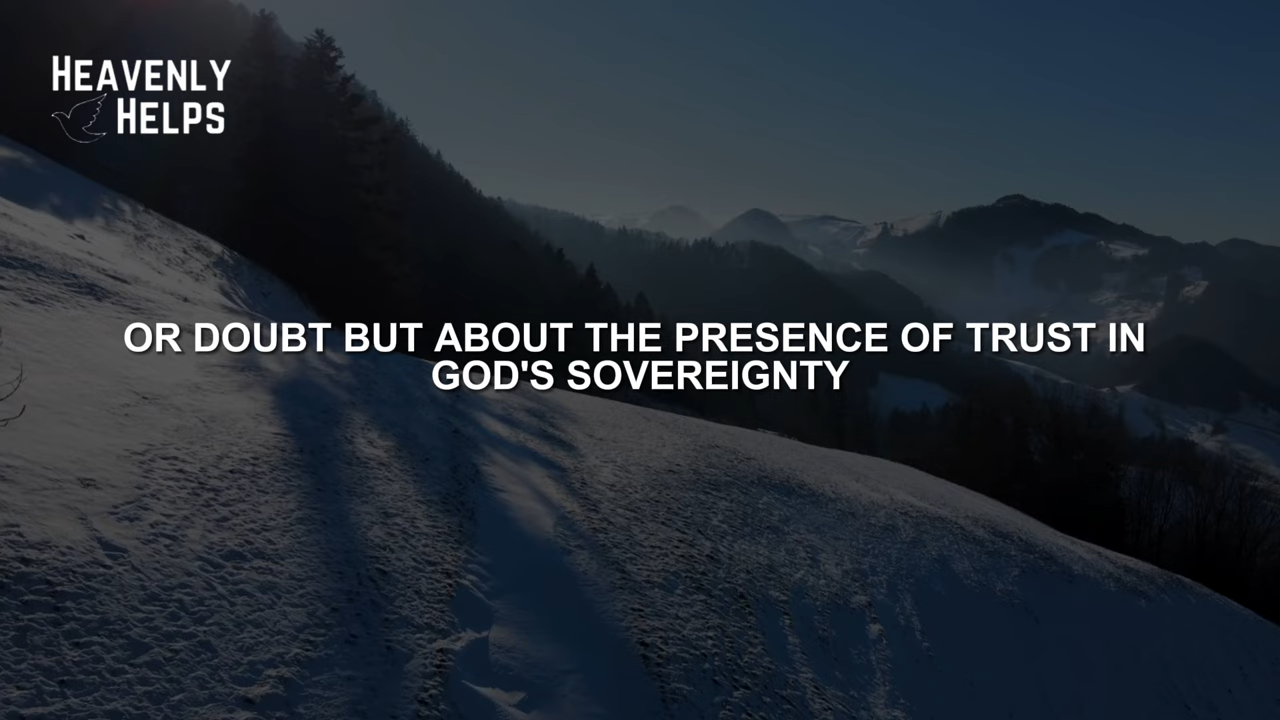 HEAVENLY
HELPS
OR DOUBT BUT ABOUT THE PRESENCE OF TRUST IN
GOD'S SOVEREIGNTY